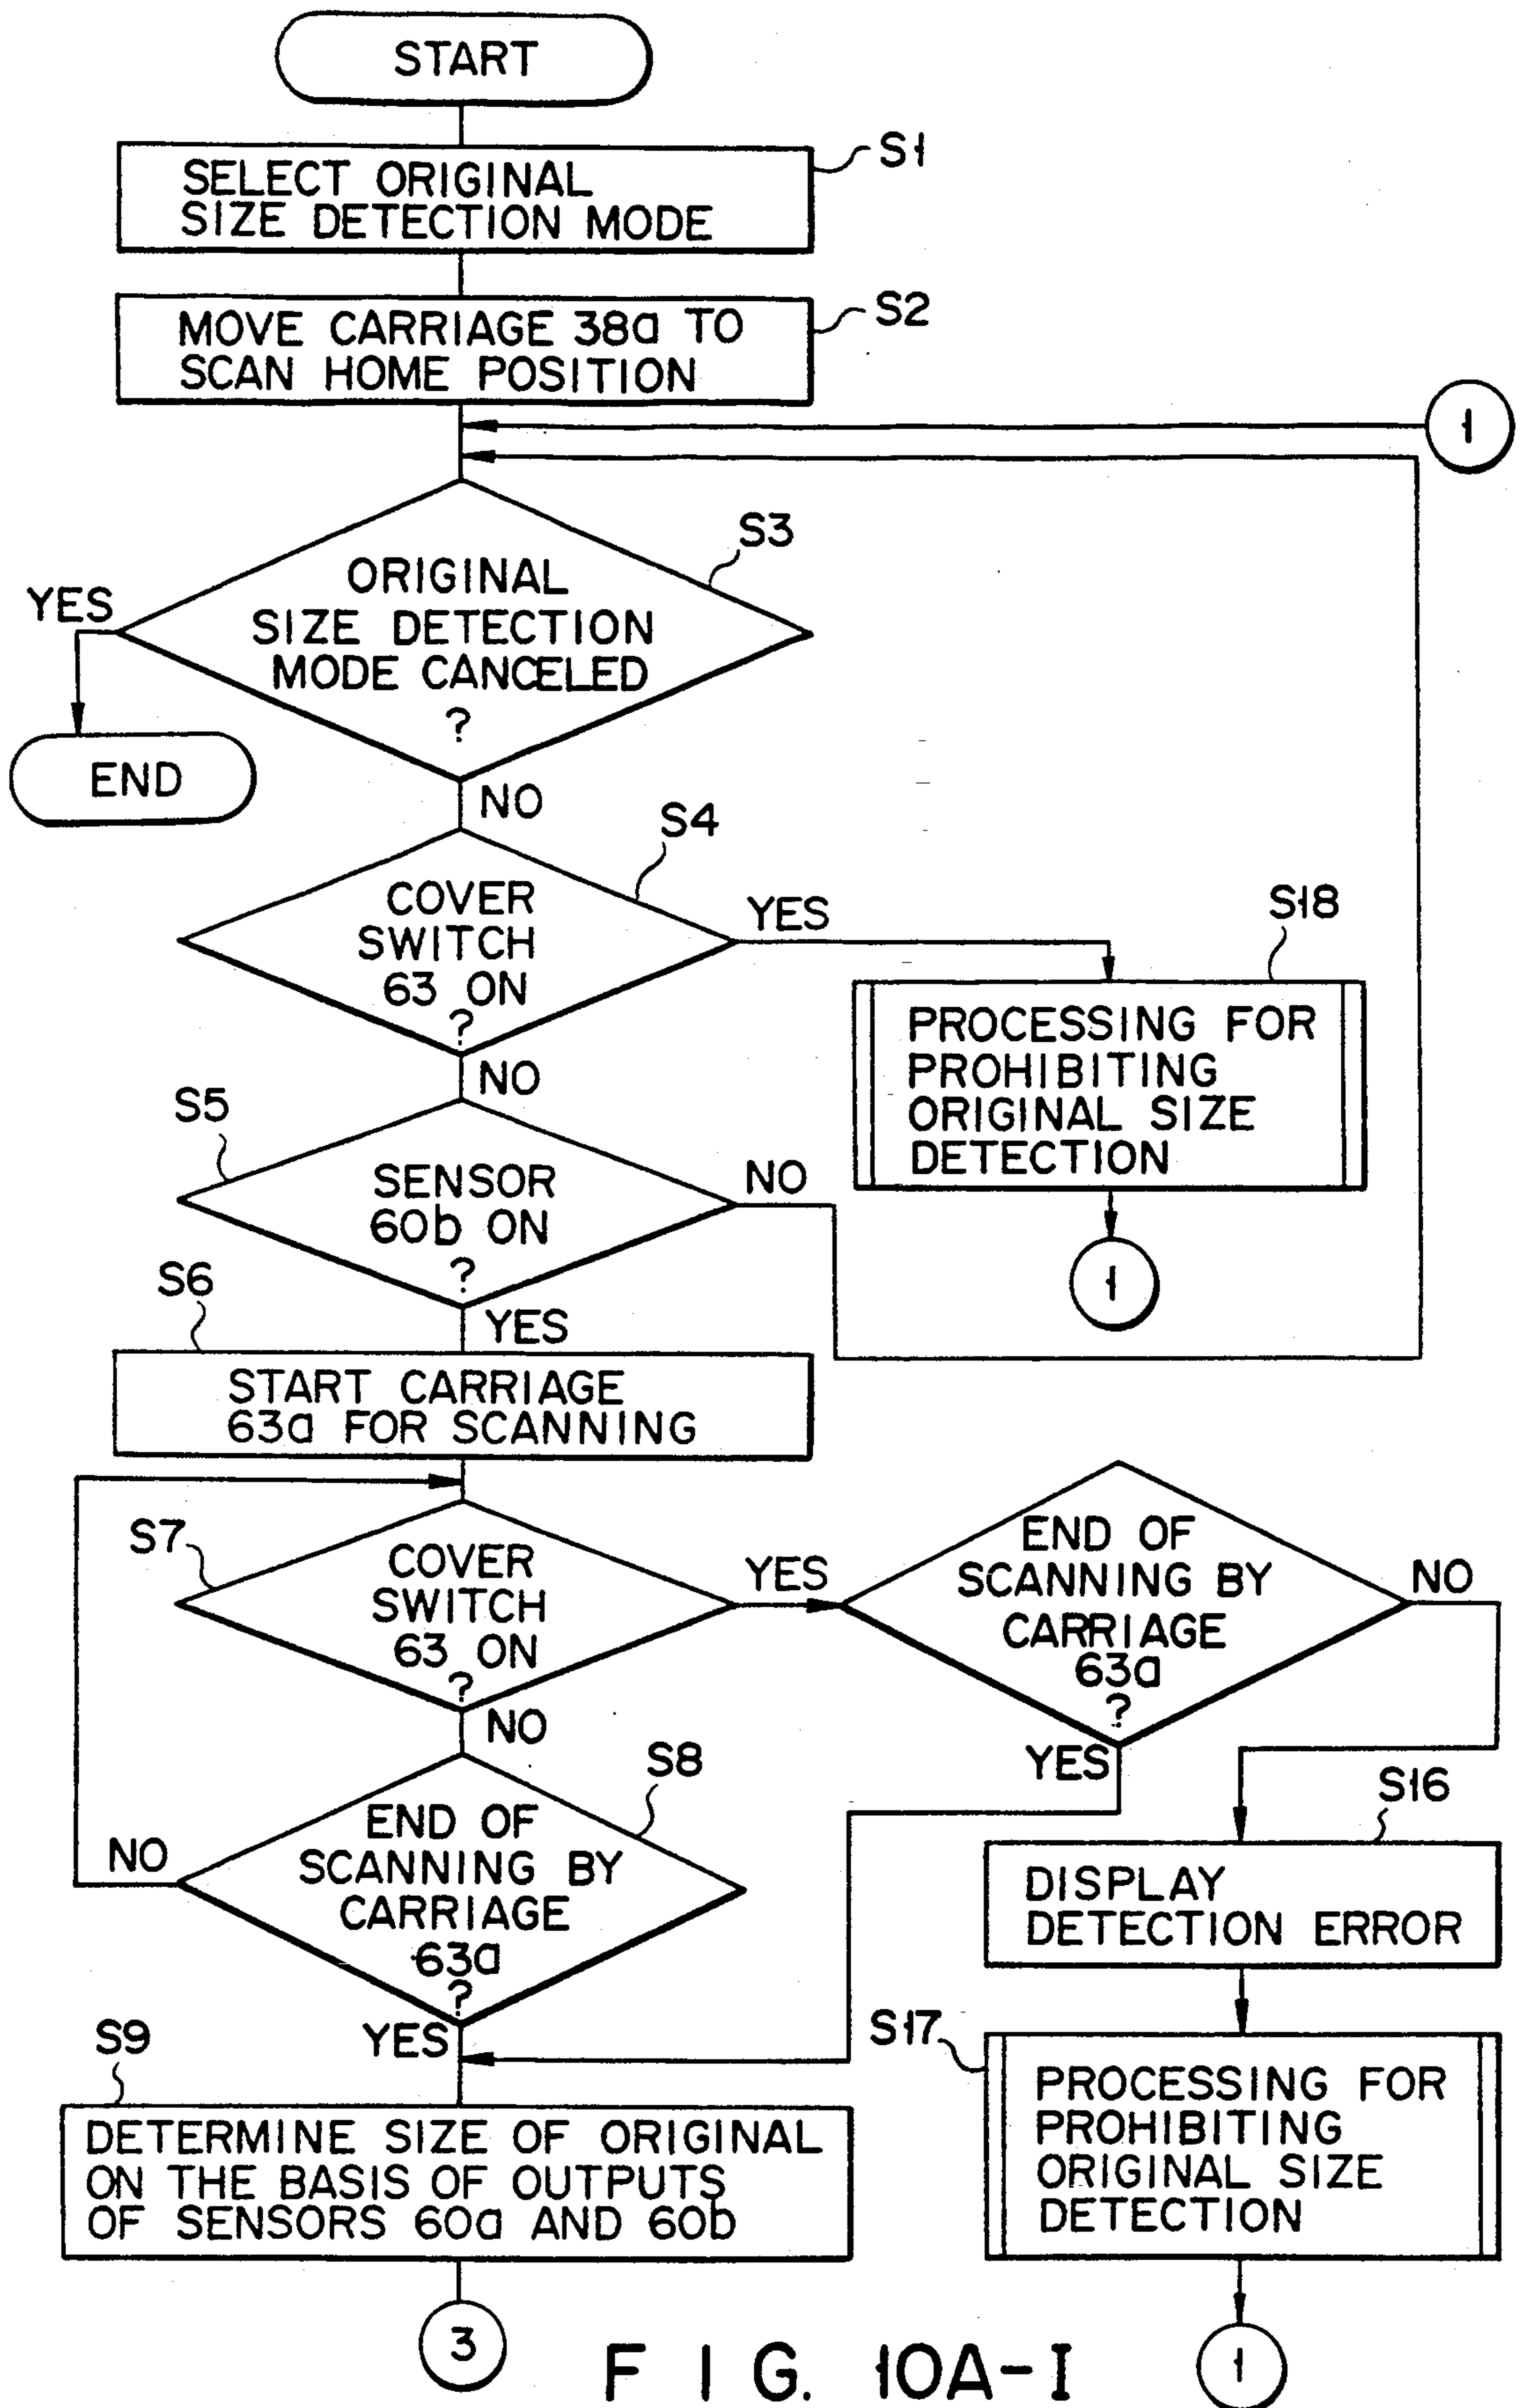 START
S1
SELECT ORIGINAL
SIZE DETECTION MODE
S2
MOVE CARRIAGE 38a TO
SCAN HOME POSITION
1
S3
YES
ORIGINAL
SIZE DETECTION
MODE CANCELED
?
END
NO
S4
COVER
SWITCH
63 ON
?
YES
S18
PROCESSING FOR
PROHIBITING
ORIGINAL SIZE
DETECTION
1
NO
S5
SENSOR
60b ON
?
NO
YES
S6
START CARRIAGE
63a FOR SCANNING
S7
COVER
SWITCH
63 ON
?
YES
END OF
SCANNING BY
CARRIAGE
63a
?
NO
YES
NO
S8
END OF
SCANNING BY
CARRIAGE
63a
?
NO
YES
S16
DISPLAY
DETECTION ERROR
S17
PROCESSING FOR
PROHIBITING
ORIGINAL SIZE
DETECTION
1
S9
DETERMINE SIZE OF ORIGINAL
ON THE BASIS OF OUTPUTS
OF SENSORS 60a AND 60b
3
FIG. 10A-I